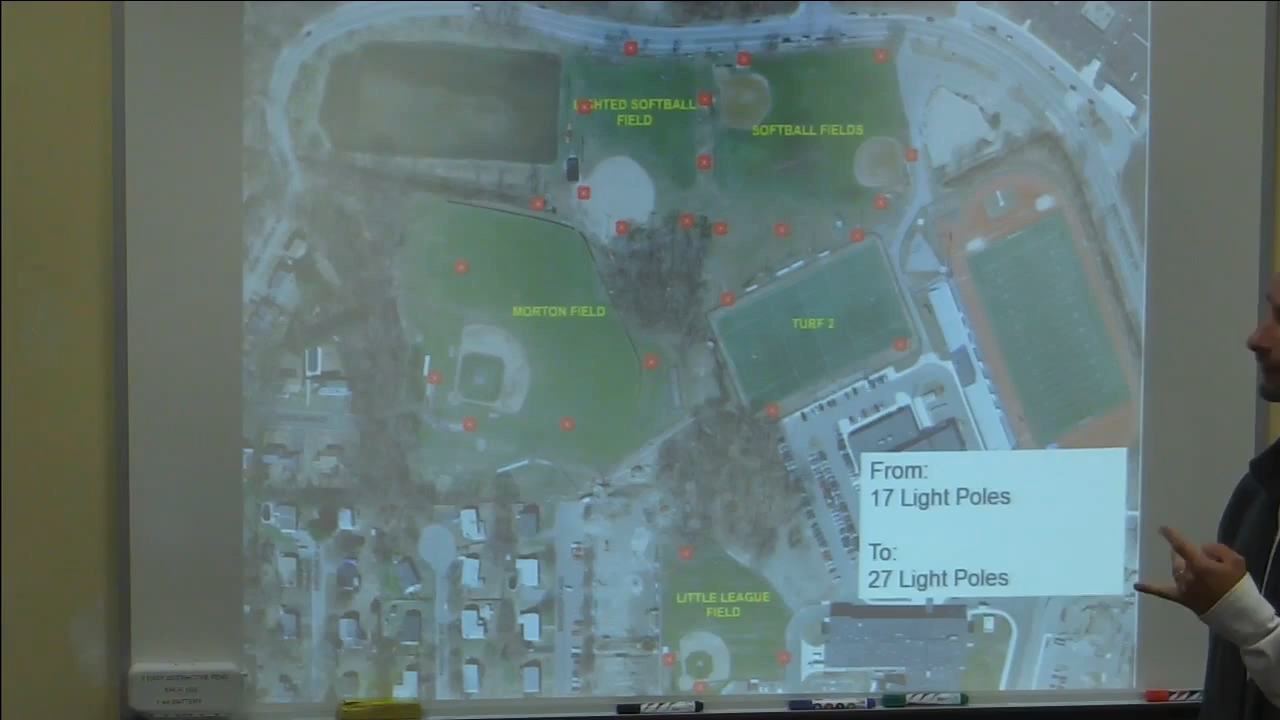 LIGHTED SOFTBALL
FIELD
SOFTBALL FIELDS
MORTON FIELD
TURF 2
From:
17 Light Poles
To:
27 Light Poles
LITTLE LEAGUE
FIELD